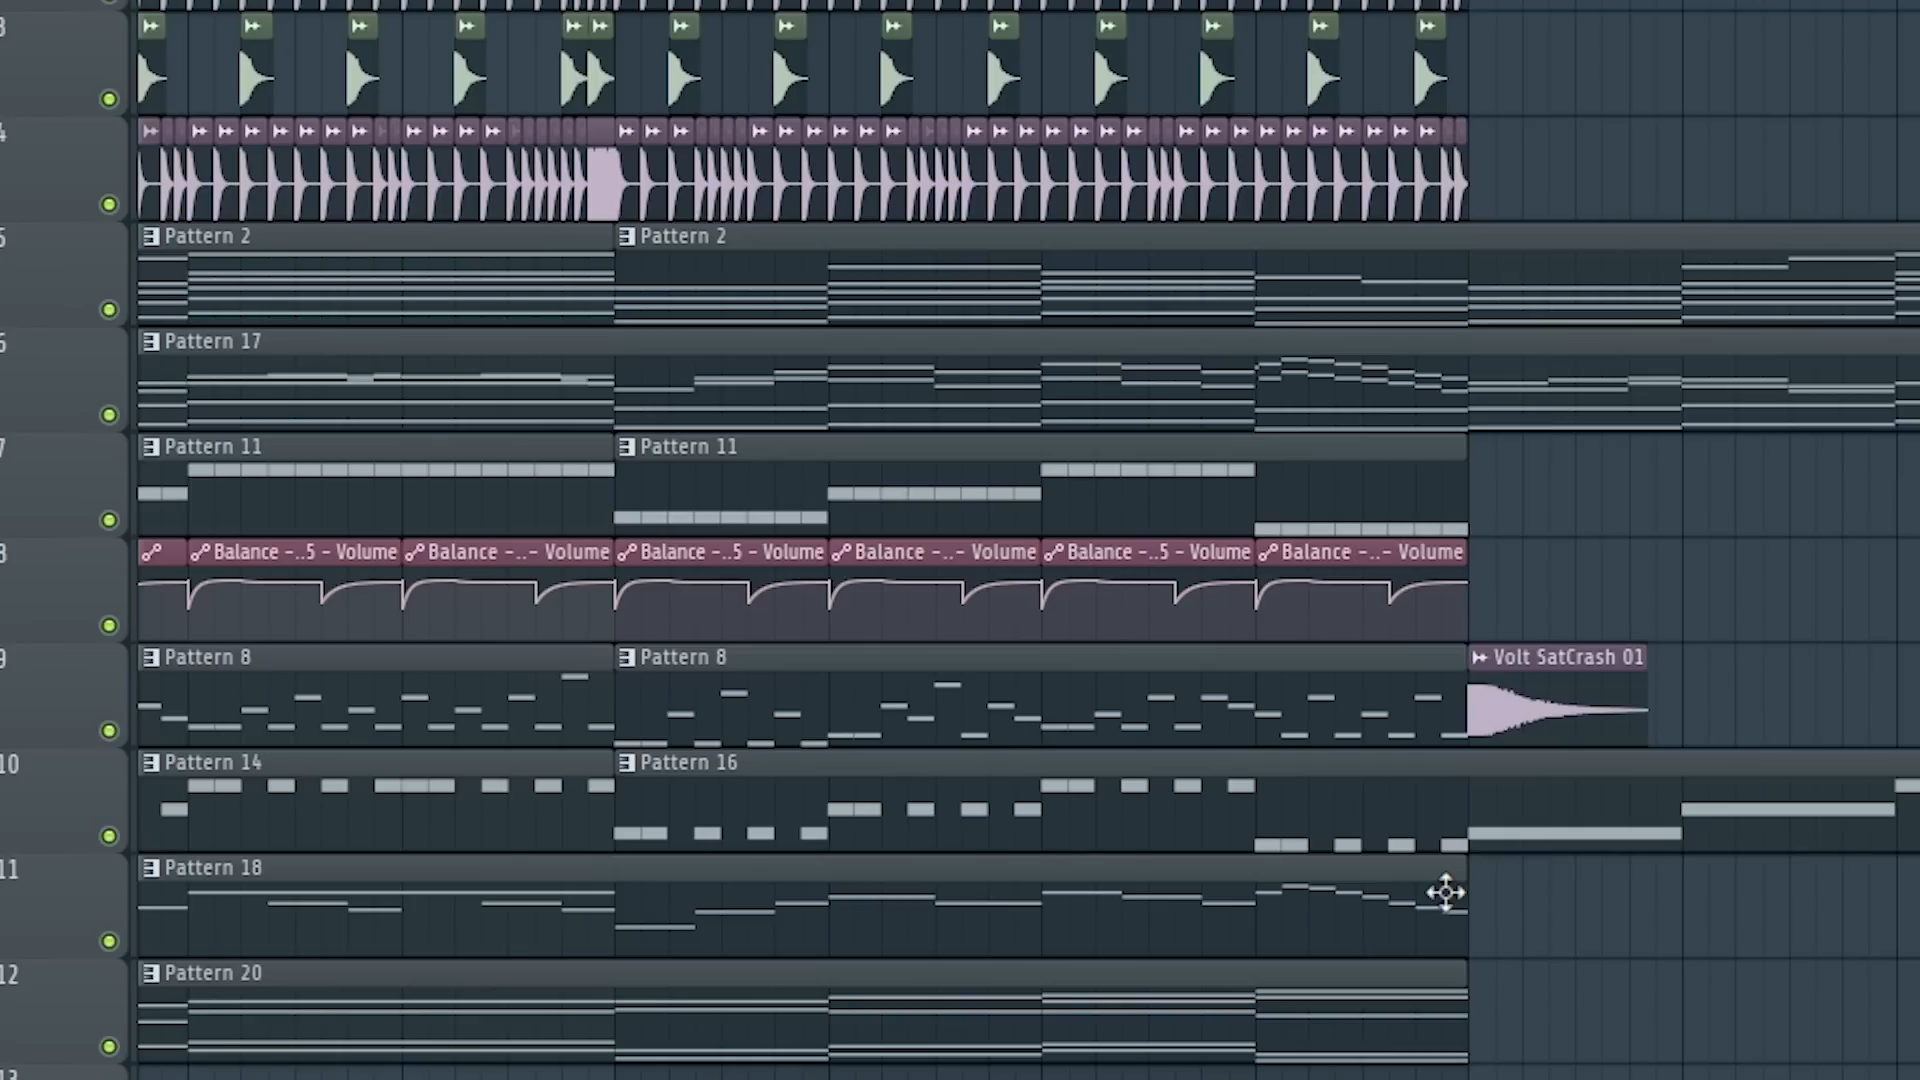 3
4
5
Pattern 2 Pattern 2
6
Pattern 17
7
Pattern 11 Pattern 11
8
Balance -..5 - Volume Balance -..- Volume Balance -..5 - Volume Balance -..- Volume Balance -..5 - Volume Balance -..- Volume
9
Pattern 8 Pattern 8 Volt SatCrash 01
10
Pattern 14 Pattern 16
11
Pattern 18
12
Pattern 20
13